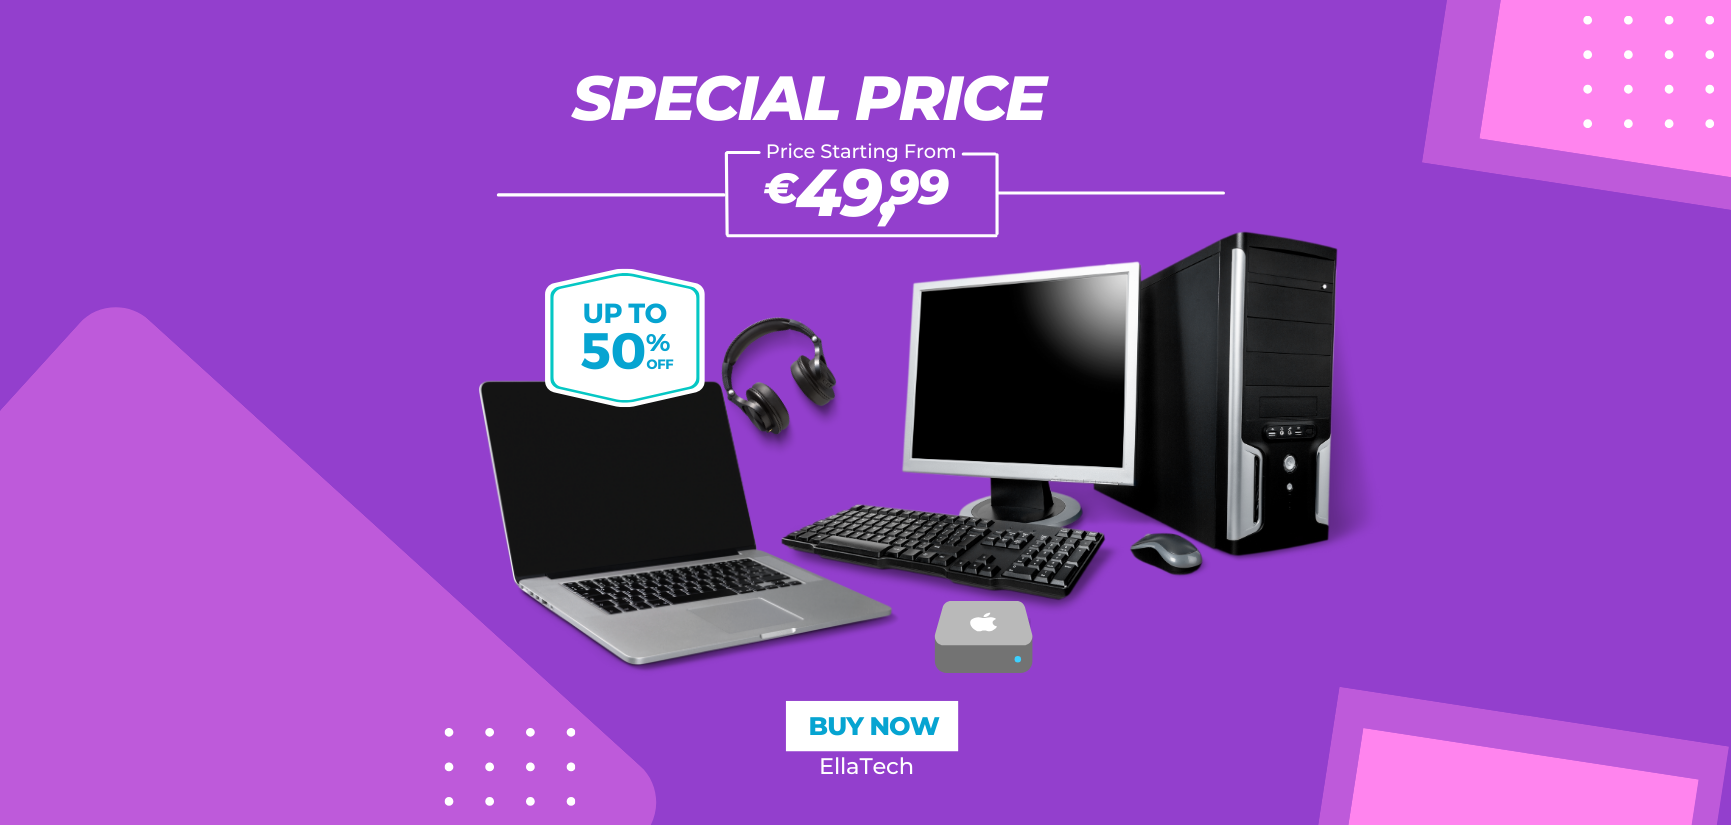 SPECIAL PRICE
Price Starting From
€49,99
UP TO
50%
OFF
BUY NOW
EllaTech